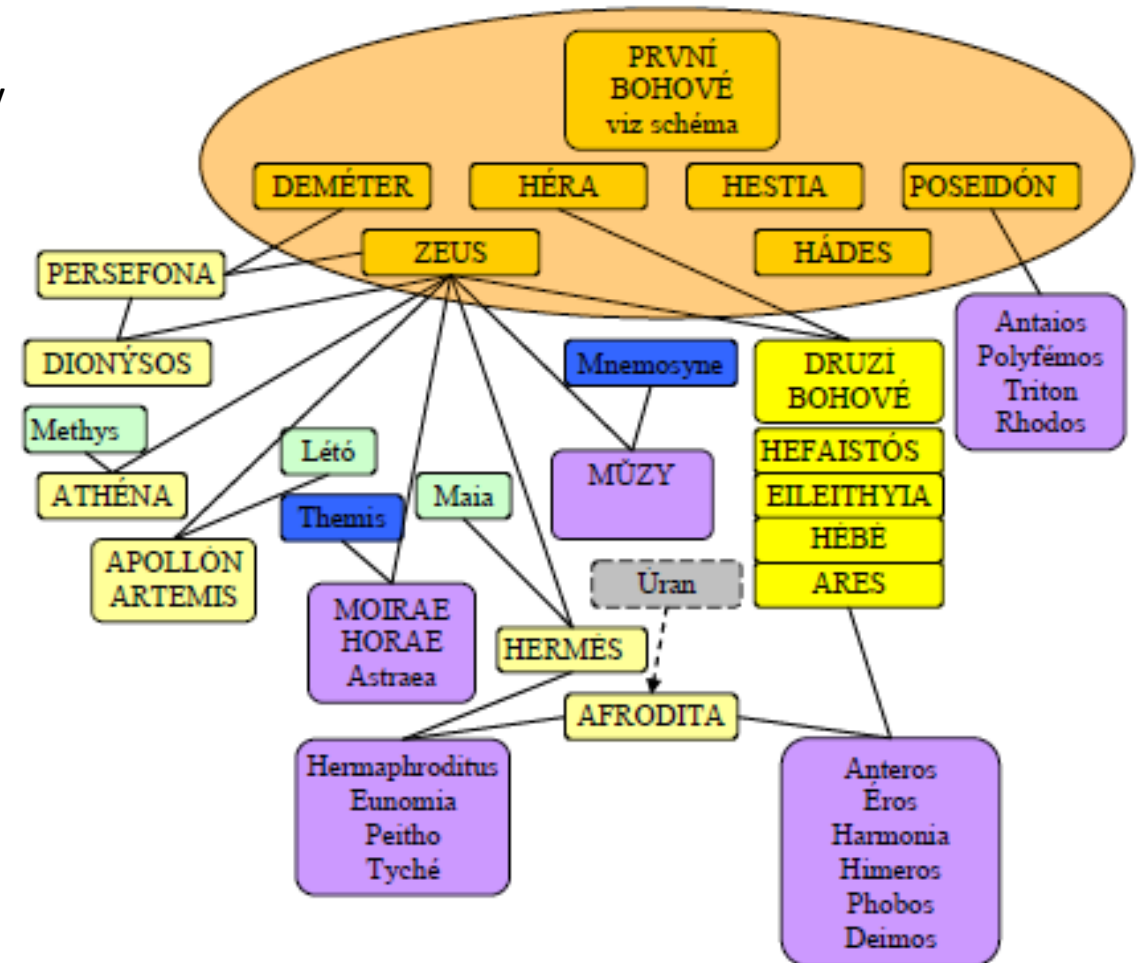 PRVNÍ
BOHOVÉ
viz schéma
DEMÉTER
HÉRA
HESTIA
POSEIDÓN
ZEUS
HÁDES
PERSEFONA
DIONÝSOS
Mnemosyne
DRUZÍ
BOHOVÉ
Antaios
Polyfémos
Triton
Rhodos
Methys
ATHÉNA
Létó
Themis
Maia
MŮZY
HEFAISTÓS
EILEITHYIA
HÉBÉ
ARES
APOLLÓN
ARTEMIS
MOIRAE
HORAE
Astraea
Úran
HERMÉS
AFRODITA
Hermaphroditus
Eunomia
Peitho
Tyché
Anteros
Éros
Harmonia
Himeros
Phobos
Deimos